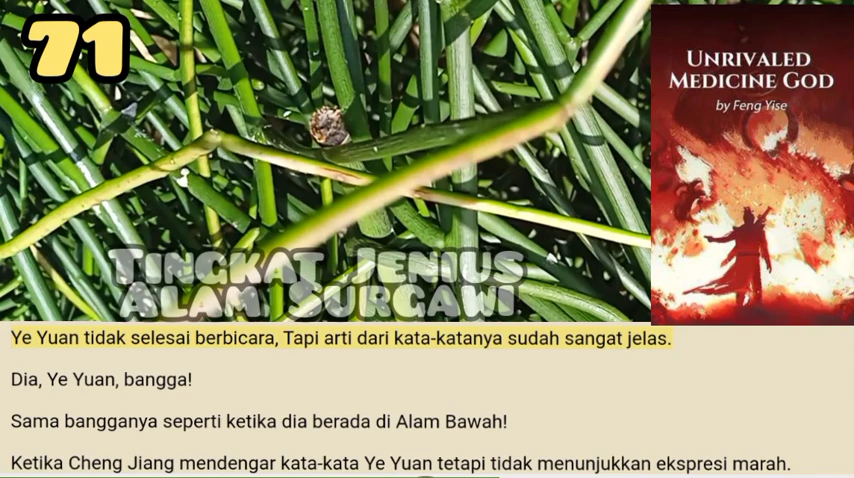 71
UNRIVALED
MEDICINE GOD
by Feng Yise
TINGKAT JENIUS
ALAM SURGAWI
Ye Yuan tidak selesai berbicara, Tapi arti dari kata-katanya sudah sangat jelas.
Dia, Ye Yuan, bangga!
Sama bangganya seperti ketika dia berada di Alam Bawah!
Ketika Cheng Jiang mendengar kata-kata Ye Yuan tetapi tidak menunjukkan ekspresi marah.